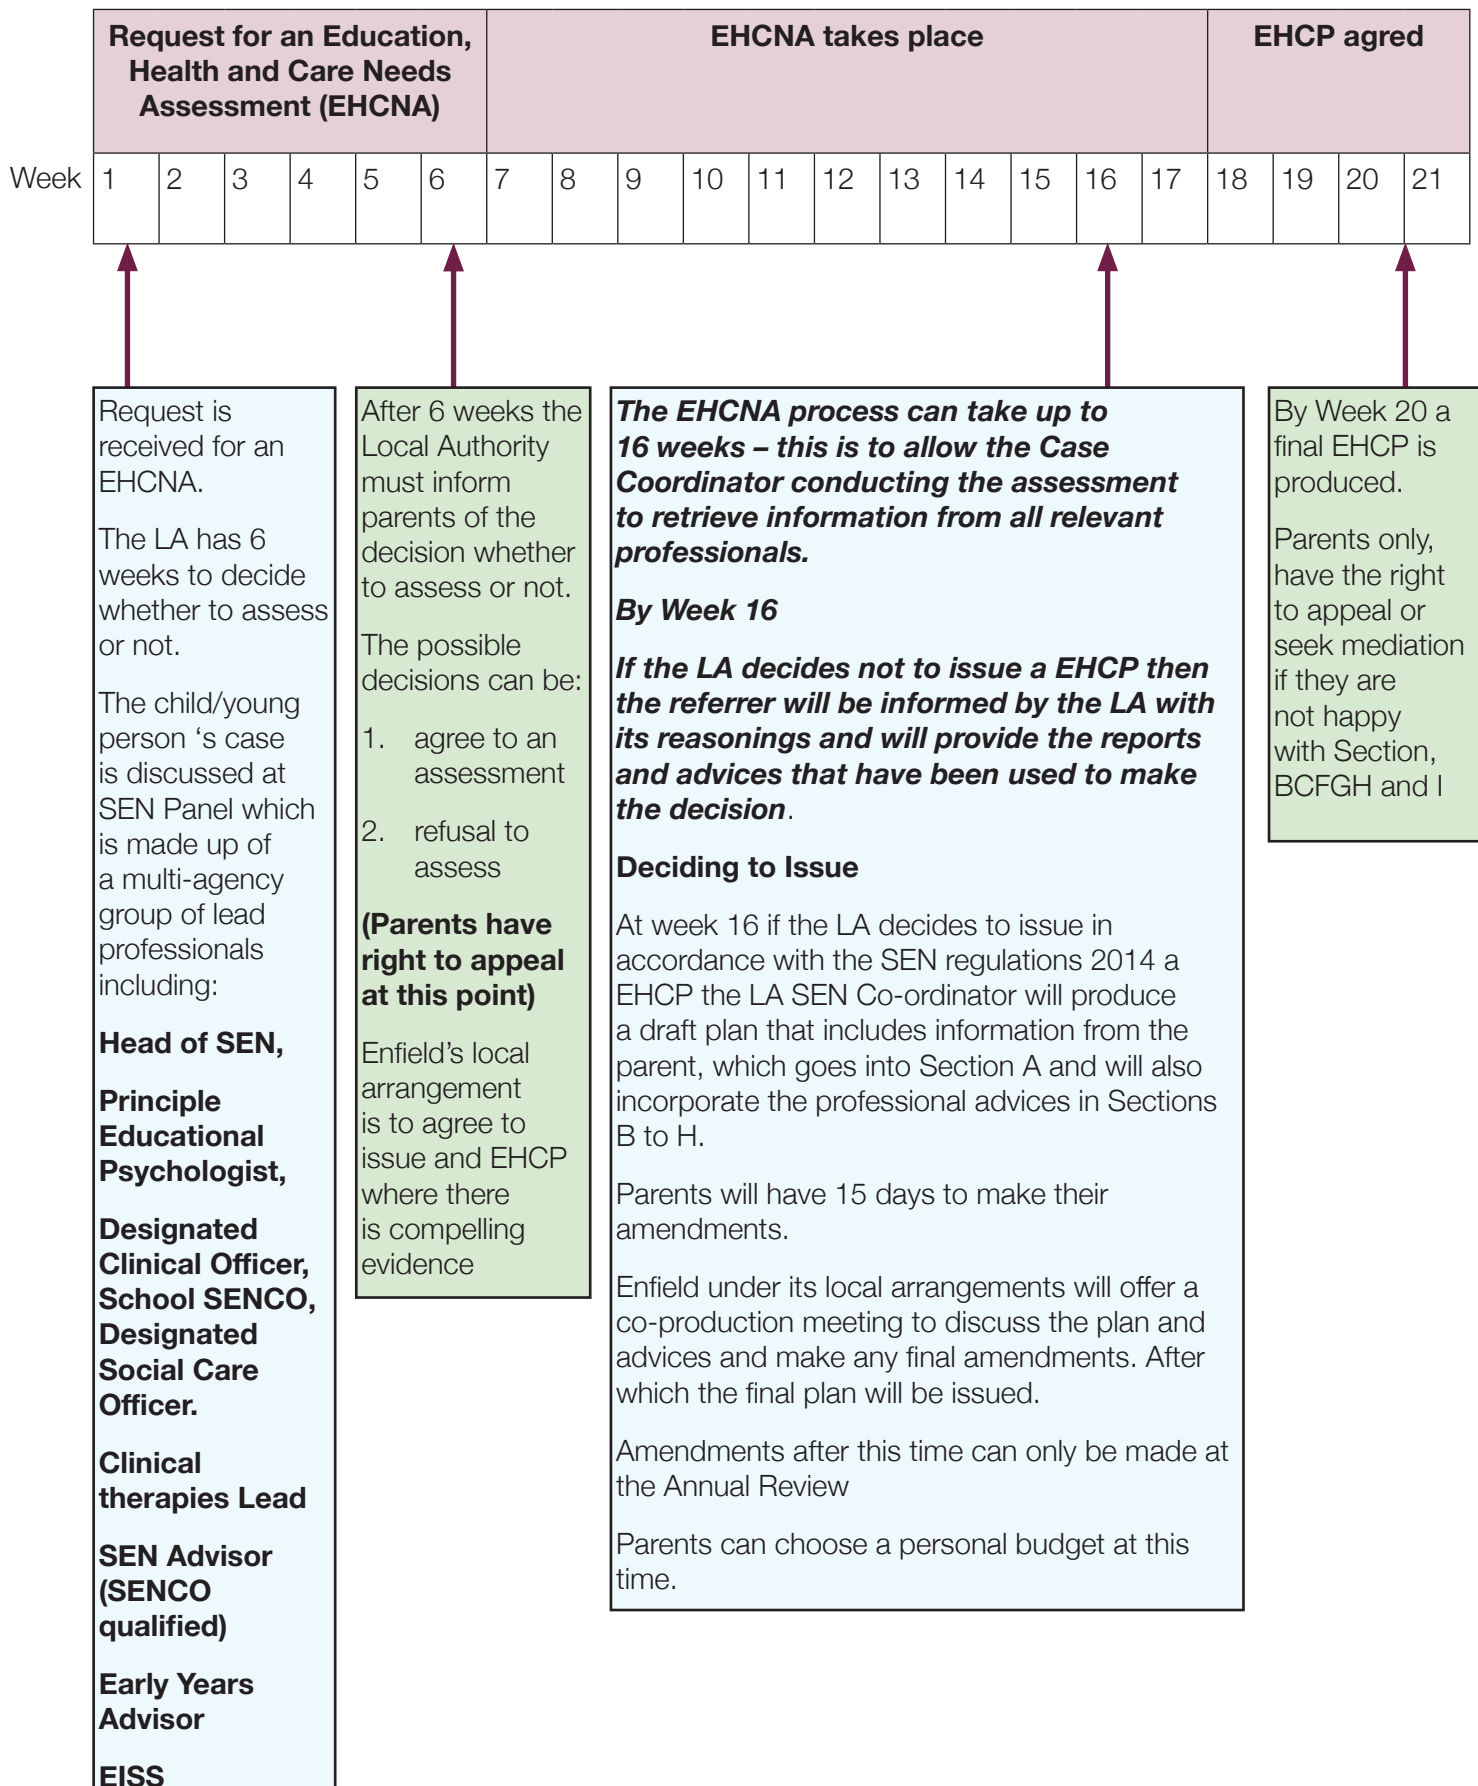 Request for an Education,
Health and Care Needs
Assessment (EHCNA)
EHCNA takes place
EHCP agred
Week 1 2 3 4 5 6 7 8 9 10 11 12 13 14 15 16 17 18 19 20 21
Request is
received for an
EHCNA.
The LA has 6
weeks to decide
whether to assess
or not.
The child/young
person ‘s case
is discussed at
SEN Panel which
is made up of
a multi-agency
group of lead
professionals
including:
Head of SEN,
Principle
Educational
Psychologist,
Designated
Clinical Officer,
School SENCO,
Designated
Social Care
Officer.
Clinical
therapies Lead
SEN Advisor
(SENCO
qualified)
Early Years
Advisor
EISS
After 6 weeks the
Local Authority
must inform
parents of the
decision whether
to assess or not.
The possible
decisions can be:
1. agree to an
assessment
2. refusal to
assess
(Parents have
right to appeal
at this point)
Enfield’s local
arrangement
is to agree to
issue and EHCP
where there
is compelling
evidence
The EHCNA process can take up to
16 weeks – this is to allow the Case
Coordinator conducting the assessment
to retrieve information from all relevant
professionals.
By Week 16
If the LA decides not to issue a EHCP then
the referrer will be informed by the LA with
its reasonings and will provide the reports
and advices that have been used to make
the decision.
Deciding to Issue
At week 16 if the LA decides to issue in
accordance with the SEN regulations 2014 a
EHCP the LA SEN Co-ordinator will produce
a draft plan that includes information from the
parent, which goes into Section A and will also
incorporate the professional advices in Sections
B to H.
Parents will have 15 days to make their
amendments.
Enfield under its local arrangements will offer a
co-production meeting to discuss the plan and
advices and make any final amendments. After
which the final plan will be issued.
Amendments after this time can only be made at
the Annual Review
Parents can choose a personal budget at this
time.
By Week 20 a
final EHCP is
produced.
Parents only,
have the right
to appeal or
seek mediation
if they are
not happy
with Section,
BCFGH and I